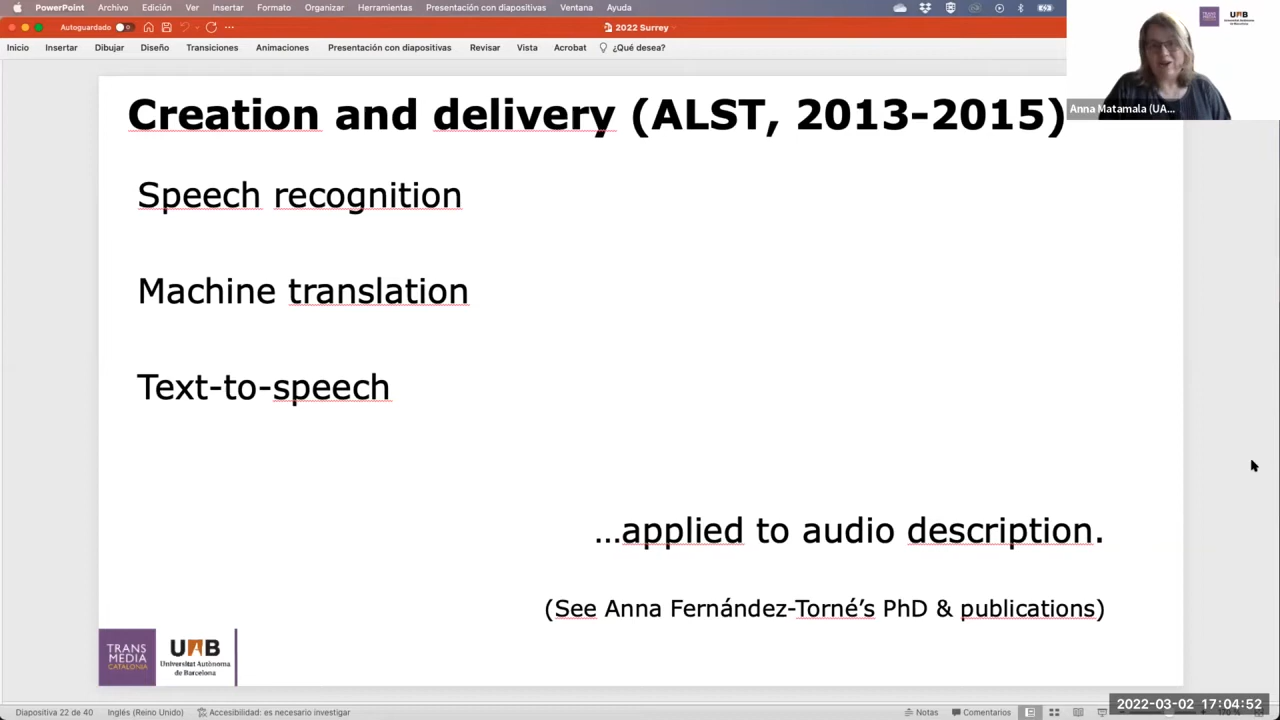 PowerPoint Archivo Editar Ver Insertar Formato Organizar Herramientas Presentación con diapositivas Ventana Ayuda
Autoguardado
2022 Surrey
Inicio Insertar Dibujar Diseño Transiciones Animaciones Presentación con diapositivas Revisar Vista Acrobat ¿Qué desea?
TRANS
MEDIA
UAB
Anna Matamala (UA...
Creation and delivery (ALST, 2013-2015)
Speech recognition
Machine translation
Text-to-speech
...applied to audio description.
(See Anna Fernández-Torné's PhD & publications)
TRANS
MEDIA
CATALONIA
UAB
Universitat Autònoma
de Barcelona
2022-03-02 17:04:52
Diapositiva 22 de 40 Inglés (Reino Unido) Accesibilidad: es necesario investigar Notas Comentarios